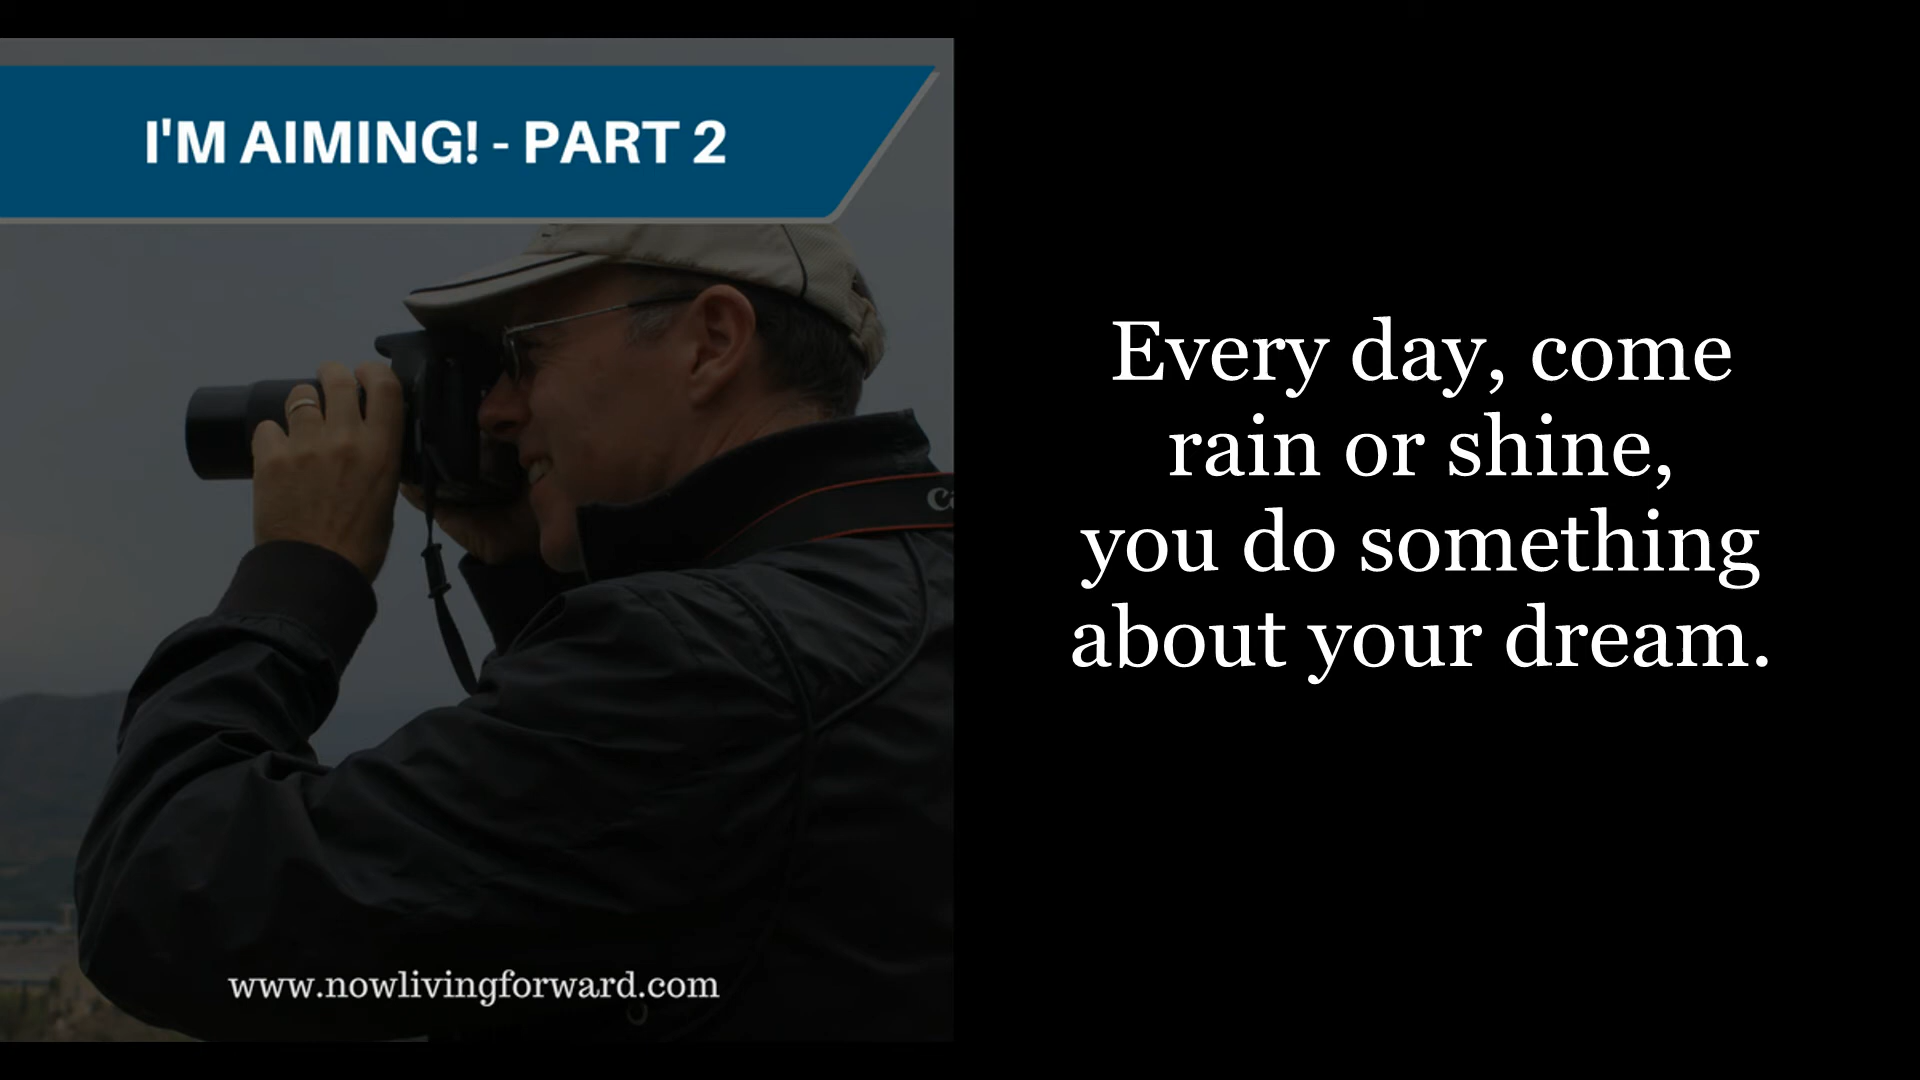 I'M AIMING! - PART 2
www.nowlivingforward.com
Every day, come
rain or shine,
you do something
about your dream.